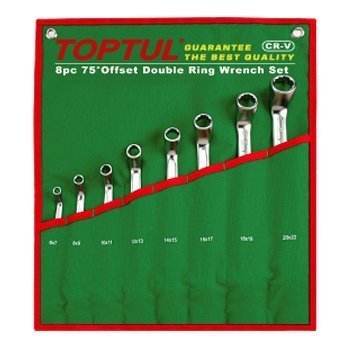 TOPTUL
GUARANTEE CR-V
THE BEST QUALITY
8pc 75°Offset Double Ring Wrench Set
6x7 8x9 10x11 12x13 14x15 16x17 18x19 20x22